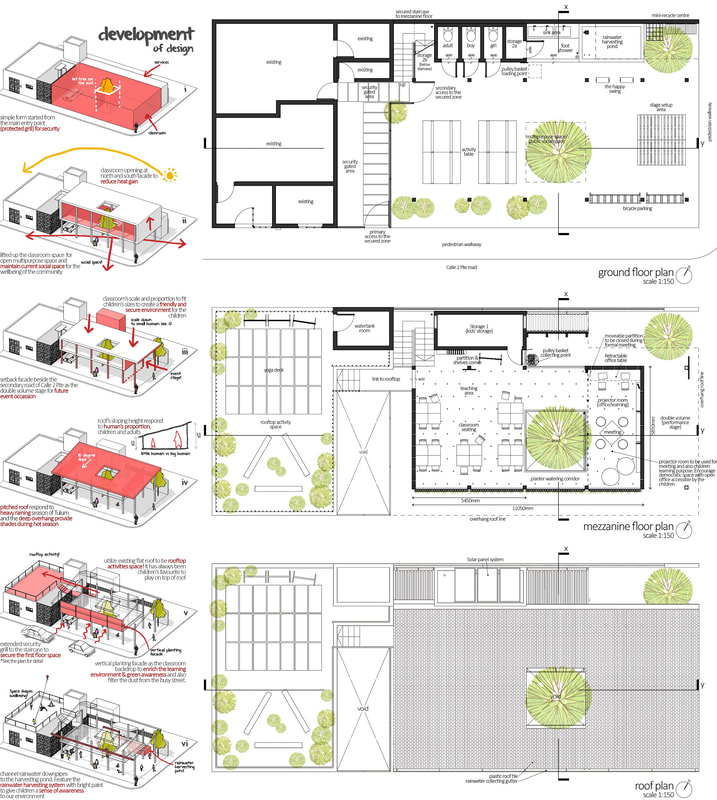 development
of design
services
i
classroom
simple form started from
the main entry point
(protected grill) for security
classroom opening at
north and south facade to
reduce heat gain
ii
social space!
lifted up the classroom space for
open multipurpose space and
maintain current social space for the
wellbeing of the community
classroom's scale and proportion to fit
children's sizes to create a friendly and
secure environment for the
children
scale down
to small human size :D
iii
event stage!
setback facade beside the
secondary road of Calle 2 Pte as the
double volume stage for future
event occassion
roof's sloping height respond
to human's proportion,
children and adults
little human vs big human
iv
pitched roof respond to
heavy raining season of Tulum
and the deep overhang provide
shades during hot season
rooftop activity!
utilize existing flat roof to be rooftop
activities space! it has always been
children's favourite to
play on top of roof
v
extended security
grill to the staircase to
secure the first floor space
*See the plan for detail
vertical planting
facade
vertical planting facade as the classroom
backdrop to enrich the learning
environment & green awareness and also
filter the dust from the busy street.
Space shapes
wellbeing!
vi
rainwater
harvesting
pond
channel rainwater downpipes
to the harvesting pond. Feature the
rainwater harvesting system with bright paint
to give children a sense of awareness
to our environment
secured staircase
to mezzanine floor
x
mini-recycle centre
existing
existing
existing
existing
existing
storage
2b
(below
staircase)
adult
boy
girl
storage
2a
sink area
foot
shower
rainwater
harvesting
pond
pulley basket
loading point
up
security
gated
area
secondary
access to the
secured zone
the happy
swing
stage setup
area
multipurpose space/
public social space
activity
table
security
gated area
y
y
bicycle parking
primary
access to the
secured zone
pedestrian walkway
Calle 2 Pte road
ground floor plan
scale 1:150
x
watertank
room
Storage 1
(kids' storage)
pulley basket
collecting point
moveable partition
to be closed during
formal meeting
Retractable
office table
yoga deck
partition &
shelves corner
link to rooftop
teaching
area
projector room
(office/learning)
overhang roof line
double volume
(performance
stage)
5850mm
rooftop activity
space
classroom
seating
void
void
meeting
y
y
planter watering corridor
projector room to be used for
meeting and also children
learning purpose. Encourage
democratic space with open
office accessible by the
children
5450mm
11050mm
overhang roof line
mezzanine floor plan
scale 1:150
x
Solar panel system
void
void
y
y
plastic roof tile
rainwater collecting gutter
roof plan
scale 1:150